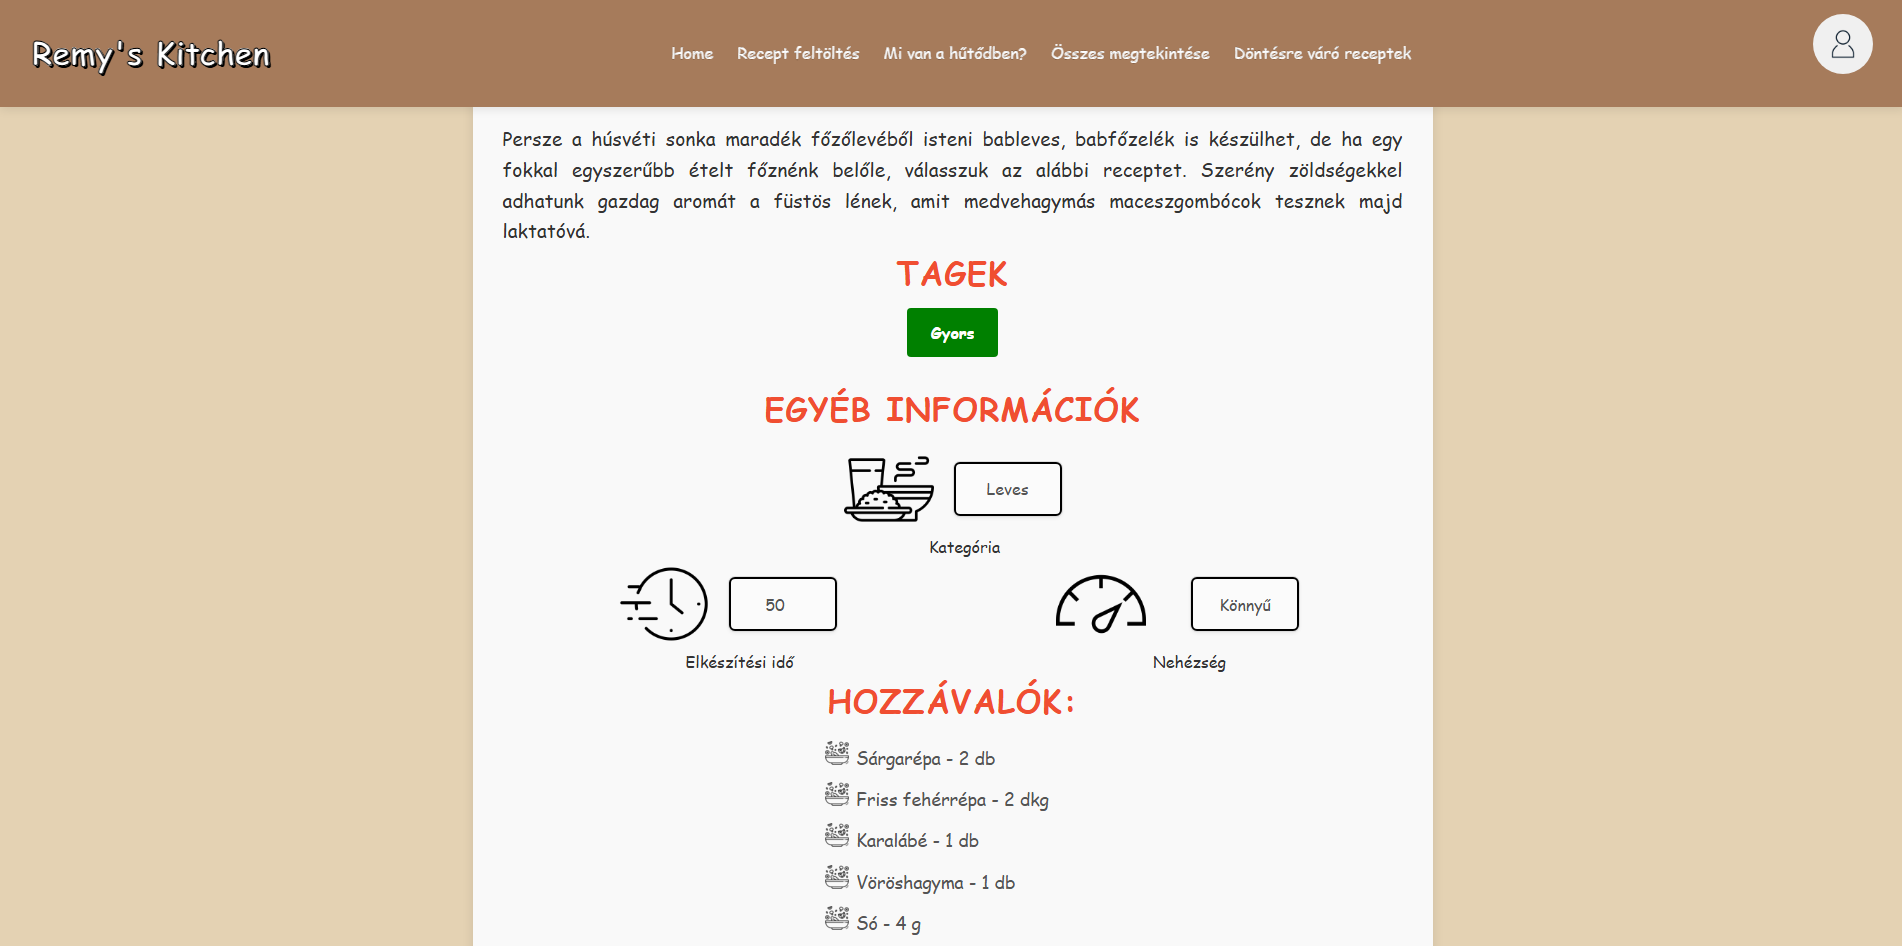 Remy's Kitchen
Home Recept feltöltés Mi van a hűtődben? Összes megtekintése Döntésre váró receptek
Persze a húsvéti sonka maradék főzőlevéből isteni bableves, babfőzelék is készülhet, de ha egy
fokkal egyszerűbb ételt főznénk belőle, válasszuk az alábbi receptet. Szerény zöldségekkel
adhatunk gazdag aromát a füstös lének, amit medvehagymás maceszgombócok tesznek majd
laktatóvá.
TAGEK
Gyors
EGYÉB INFORMÁCIÓK
Leves
Kategória
50
Elkészítési idő
Könnyű
Nehézség
HOZZÁVALÓK:
Sárgarépa - 2 db
Friss fehérrépa - 2 dkg
Karalábé - 1 db
Vöröshagyma - 1 db
Só - 4 g